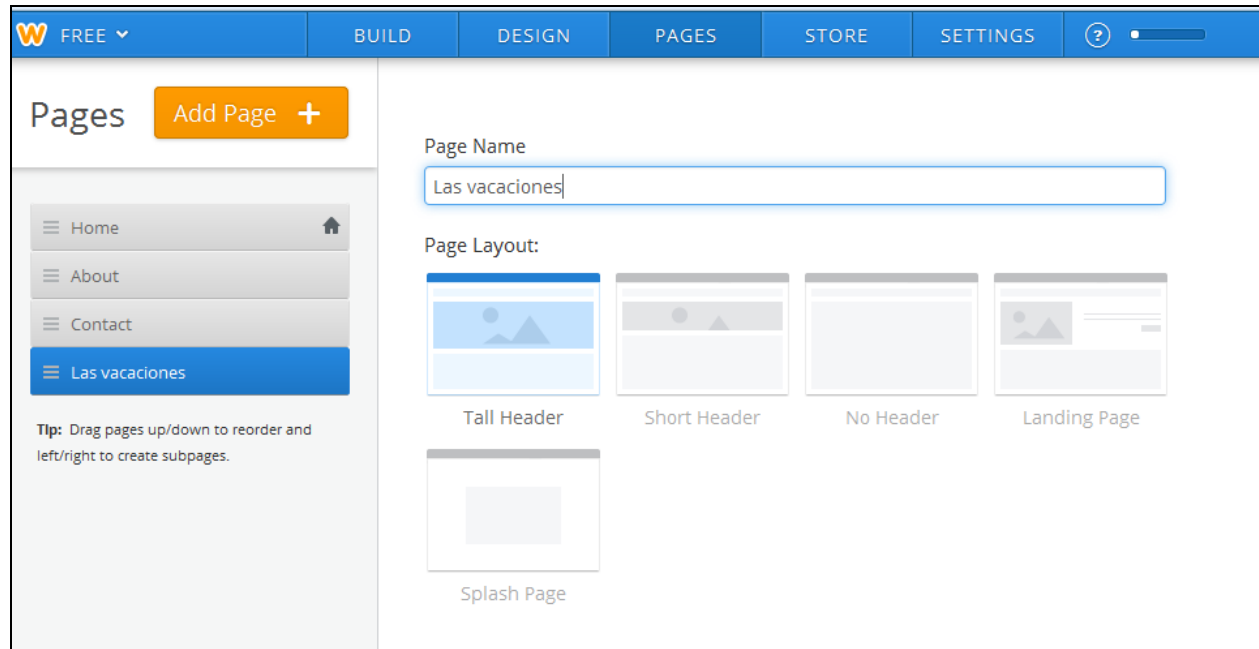 W FREE BUILD DESIGN PAGES STORE SETTINGS ?
Pages Add Page +
Page Name
Las vacaciones
Home
About
Contact
Las vacaciones
Tip: Drag pages up/down to reorder and
left/right to create subpages.
Page Layout:
Tall Header Short Header No Header Landing Page
Splash Page